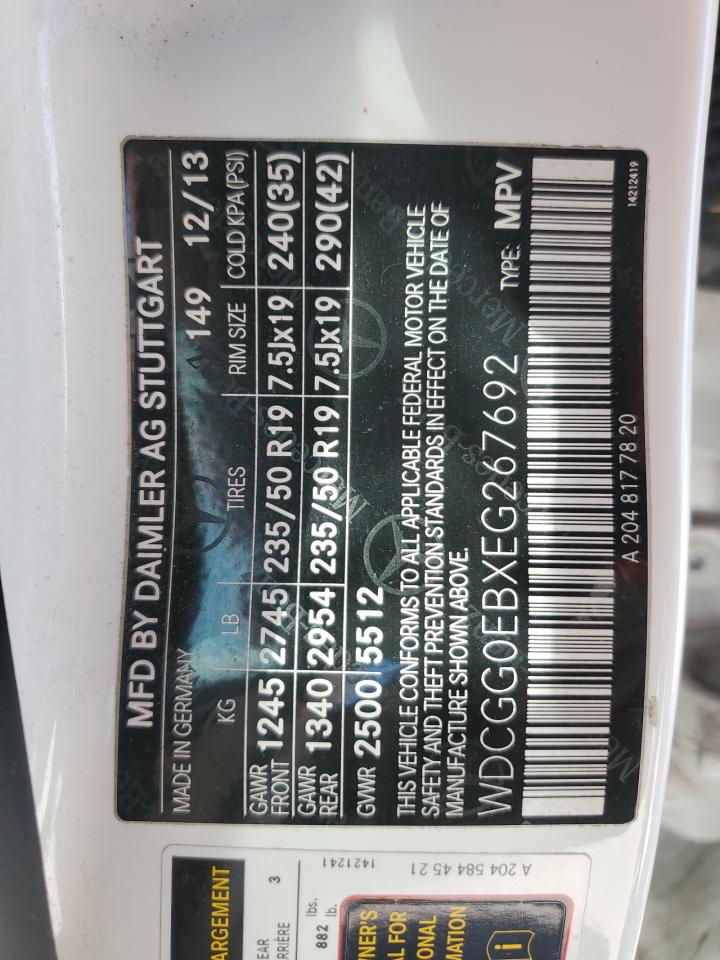 MFD BY DAIMLER AG STUTTGART
MADE IN GERMANY 149 12/13
KG LB TIRES RIM SIZE COLD KPA(PSI)
GAWR FRONT 1245 2745 235/50 R19 7.5Jx19 240(35)
GAWR REAR 1340 2954 235/50 R19 7.5Jx19 290(42)
GVWR 2500 5512
THIS VEHICLE CONFORMS TO ALL APPLICABLE FEDERAL MOTOR VEHICLE
SAFETY AND THEFT PREVENTION STANDARDS IN EFFECT ON THE DATE OF
MANUFACTURE SHOWN ABOVE.
WDCGG0EBXEG267692 TYPE: MPV
A 204 817 78 20
14212419
ARGEMENT
EAR
RRIÈRE 3
lbs.
882 lb.
1421241
NER'S
AL FOR
ONAL
MATION
i
A 204 584 45 21